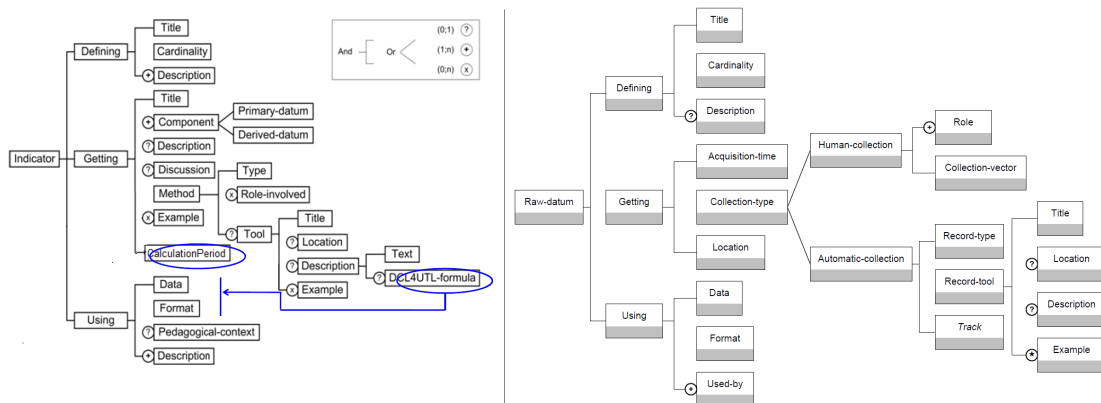 Title
Defining
Cardinality
+ Description
And
Or
(0;1) ?
(1;n) +
(0;n) x
Title
+ Component
Primary-datum
Derived-datum
? Description
Indicator
Getting
? Discussion
Method
Type
x Role-involved
x Example
? Tool
Title
? Location
CalculationPeriod
? Description
Text
? DCL4UTL-formula
x Example
Data
Format
Using
? Pedagogical-context
+ Description
Title
Defining
Cardinality
? Description
Acquisition-time
Raw-datum
Getting
Collection-type
Location
Human-collection
+ Role
Collection-vector
Automatic-collection
Record-type
Record-tool
Track
Title
? Location
? Description
* Example
Data
Using
Format
+ Used-by